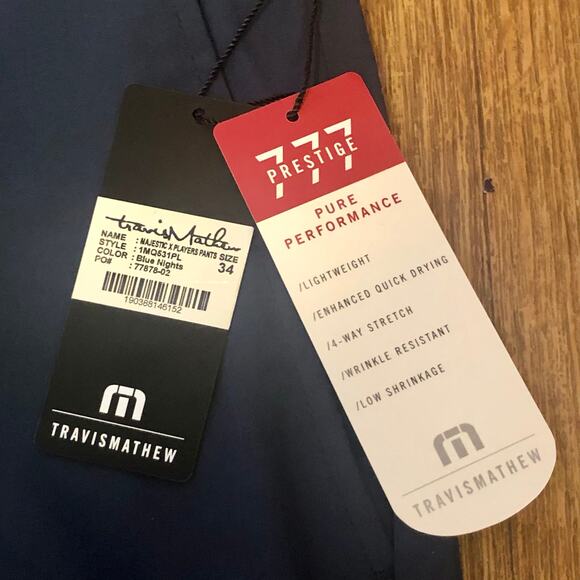 travisMathew
NAME : MAJESTIC X PLAYERS PANTS SIZE
STYLE : 1MQ531PL 34
COLOR : Blue Nights
PO# : 77878-02
190388146152
TRAVISMATHEW
777
PRESTIGE
PURE
PERFORMANCE
/LIGHTWEIGHT
/ENHANCED QUICK DRYING
/4-WAY STRETCH
/WRINKLE RESISTANT
/LOW SHRINKAGE
TRAVISMATHEW